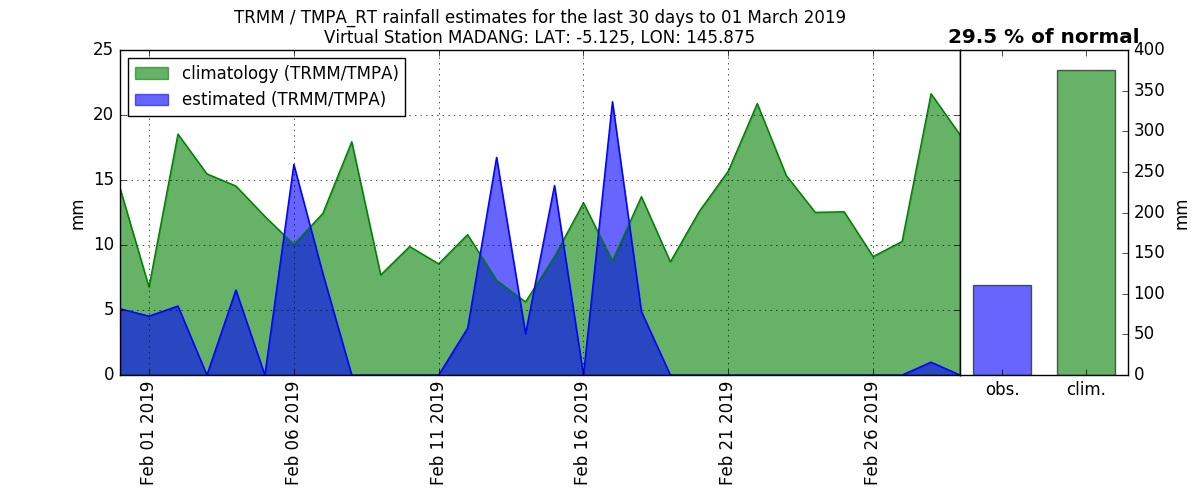 TRMM / TMPA_RT rainfall estimates for the last 30 days to 01 March 2019
Virtual Station MADANG: LAT: -5.125, LON: 145.875
29.5 % of normal
climatology (TRMM/TMPA)
estimated (TRMM/TMPA)
mm
25
20
15
10
5
0
Feb 01 2019
Feb 06 2019
Feb 11 2019
Feb 16 2019
Feb 21 2019
Feb 26 2019
obs.
clim.
400
350
300
250
200
150
100
50
0
mm